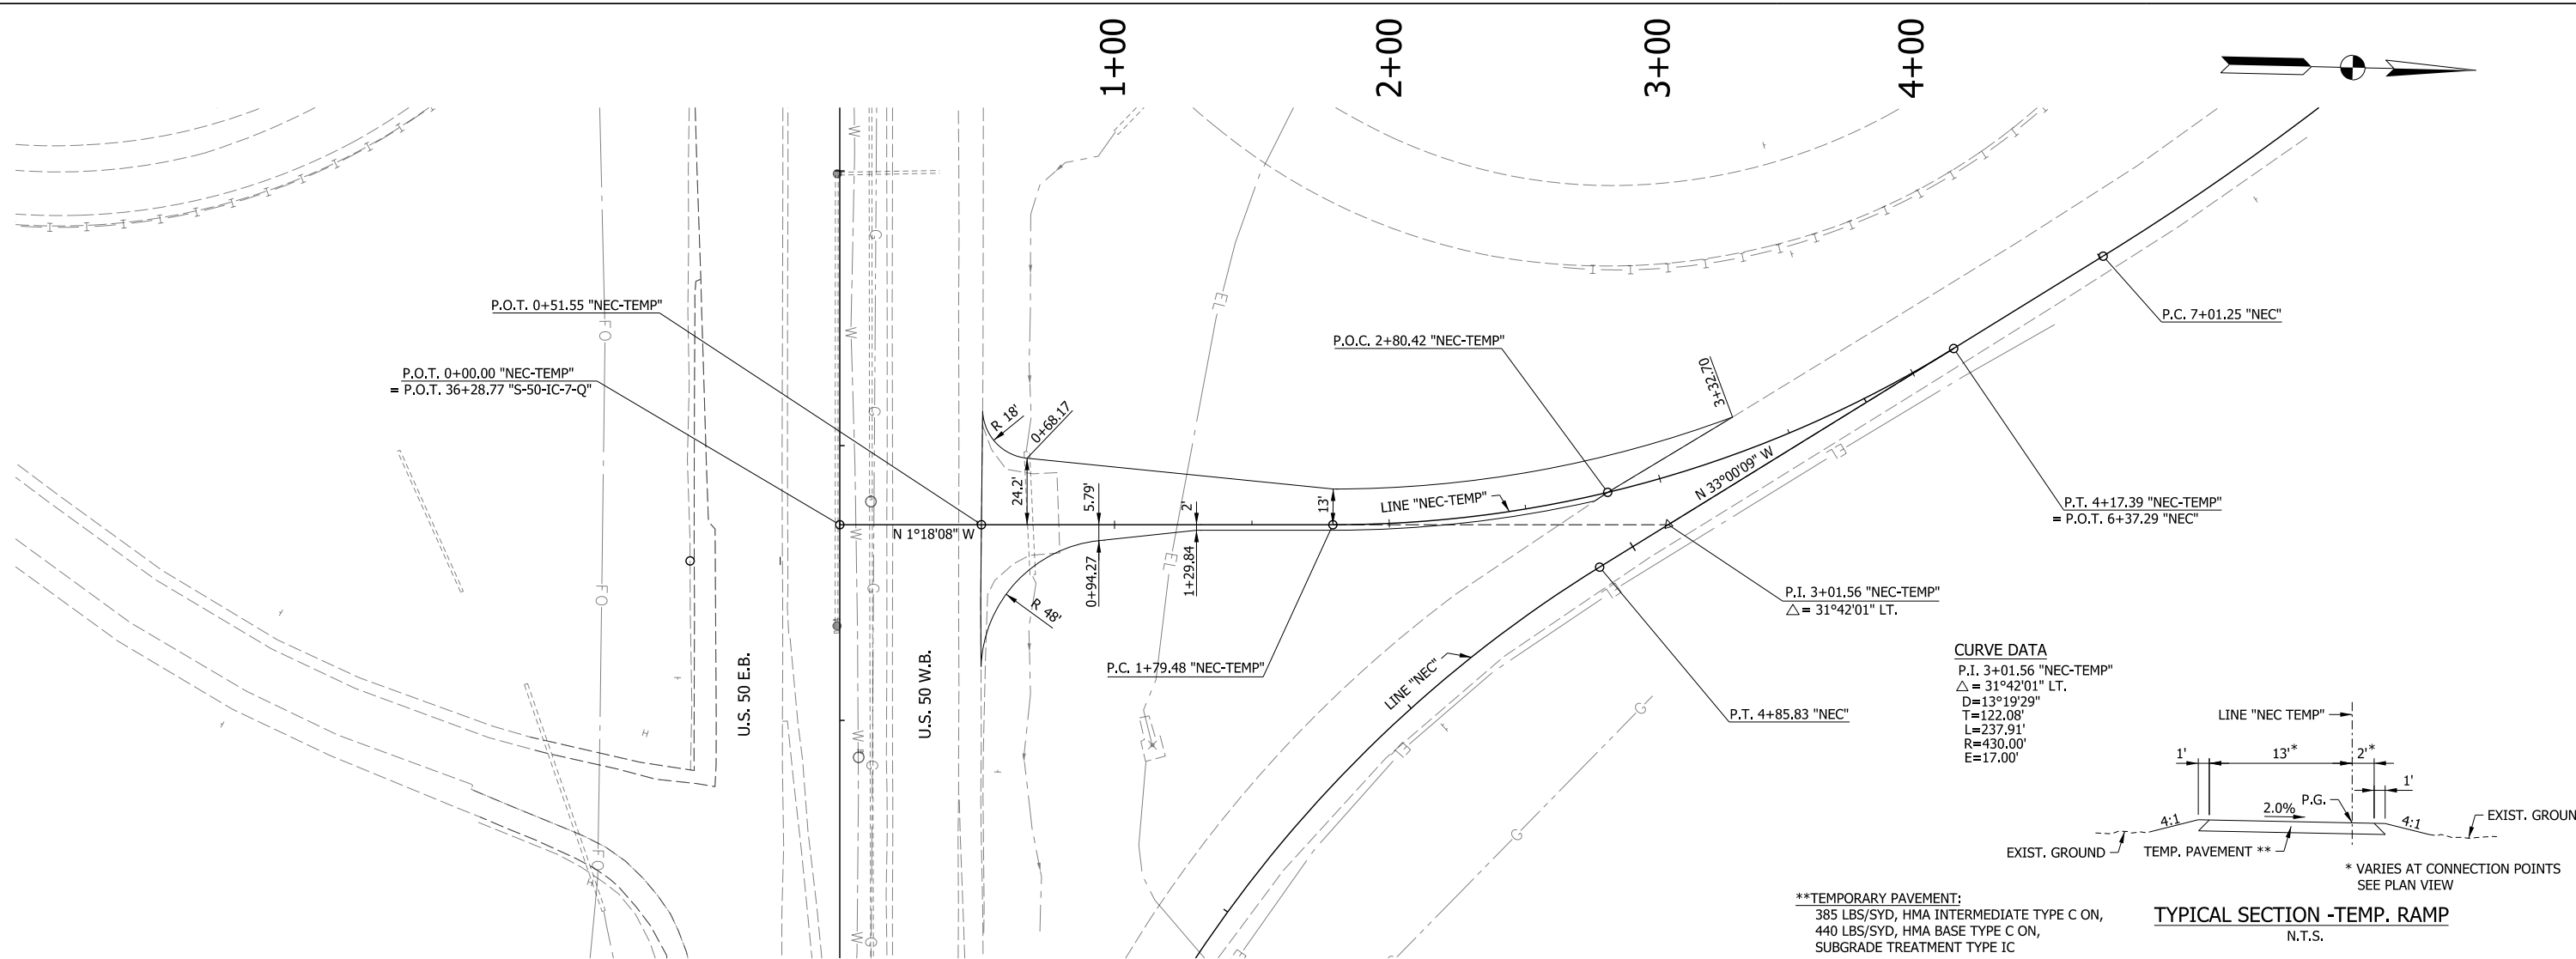 1+00
2+00
3+00
4+00
P.O.T. 0+51.55 "NEC-TEMP"
P.O.T. 0+00.00 "NEC-TEMP"
= P.O.T. 36+28.77 "S-50-IC-7-Q"
P.O.C. 2+80.42 "NEC-TEMP"
P.C. 7+01.25 "NEC"
3+32.70
R 18'
0+68.17
24.2'
5.79'
2'
13'
LINE "NEC-TEMP"
N 33°00'09" W
N 1°18'08" W
P.T. 4+17.39 "NEC-TEMP"
= P.O.T. 6+37.29 "NEC"
0+94.27
1+29.84
R 48'
P.I. 3+01.56 "NEC-TEMP"
△= 31°42'01" LT.
P.C. 1+79.48 "NEC-TEMP"
LINE "NEC"
P.T. 4+85.83 "NEC"
U.S. 50 E.B.
U.S. 50 W.B.
FO
FO
FO
W
W
W
W
W
G
G
G
G
G
G
G
EL
EL
EL
EL
EL
E
CURVE DATA
P.I. 3+01.56 "NEC-TEMP"
△ = 31°42'01" LT.
D=13°19'29"
T=122.08'
L=237.91'
R=430.00'
E=17.00'
LINE "NEC TEMP"
1'
13'*
2'*
1'
P.G.
2.0%
4:1
4:1
EXIST. GROUN
EXIST. GROUND
TEMP. PAVEMENT **
* VARIES AT CONNECTION POINTS
SEE PLAN VIEW
**TEMPORARY PAVEMENT:
385 LBS/SYD, HMA INTERMEDIATE TYPE C ON,
440 LBS/SYD, HMA BASE TYPE C ON,
SUBGRADE TREATMENT TYPE IC
TYPICAL SECTION -TEMP. RAMP
N.T.S.